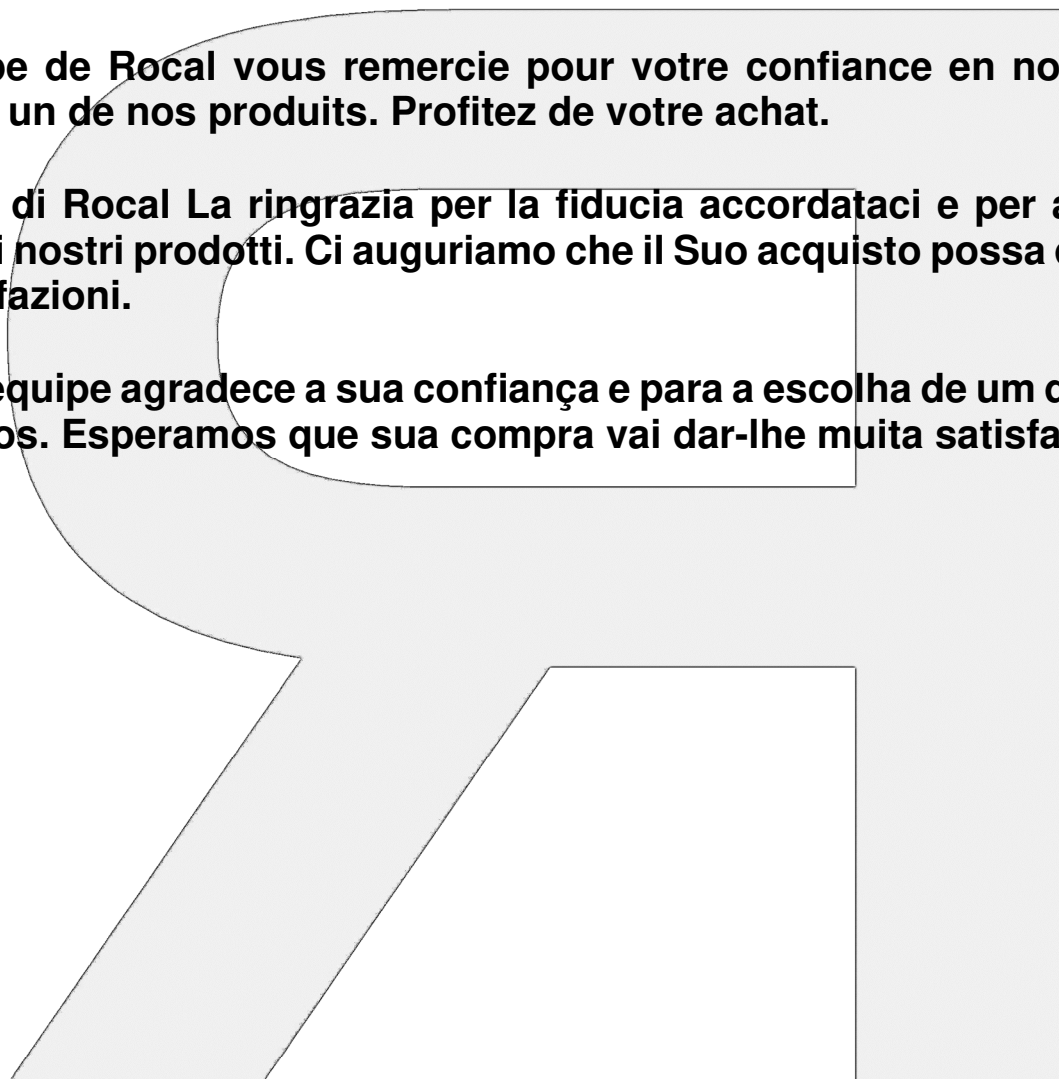 de Rocal vous remercie pour votre confiance en
un de nos produits. Profitez de votre achat.
di Rocal La ringrazia per la fiducia accordataci e per
nostri prodotti. Ci auguriamo che il Suo acquisto possa
fazioni.
equipe agradece a sua confiança e para a escolha de um
os. Esperamos que sua compra vai dar-lhe muita satisfa